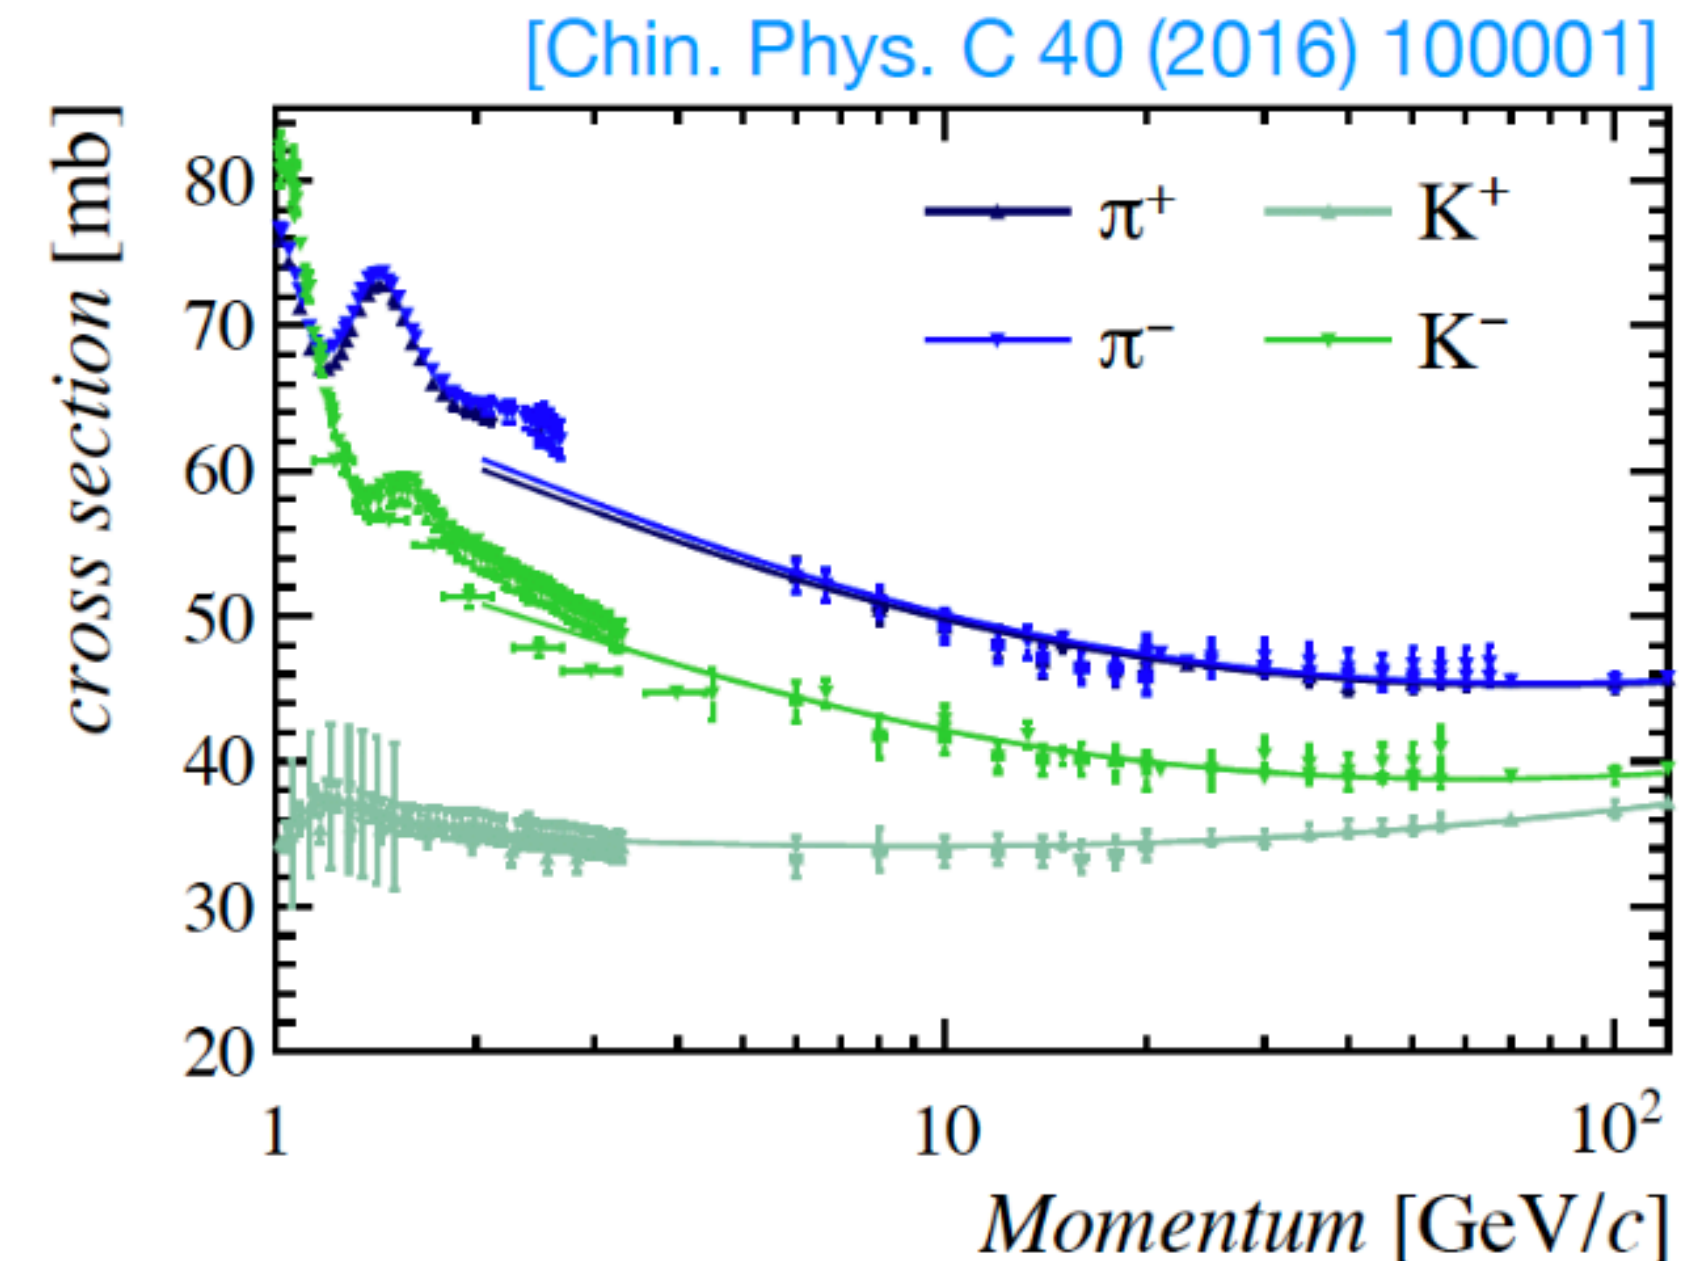 [Chin. Phys. C 40 (2016) 100001]
cross section [mb]
80
70
60
50
40
30
20
π⁺ K⁺
π⁻ K⁻
1 10 10²
Momentum [GeV/c]